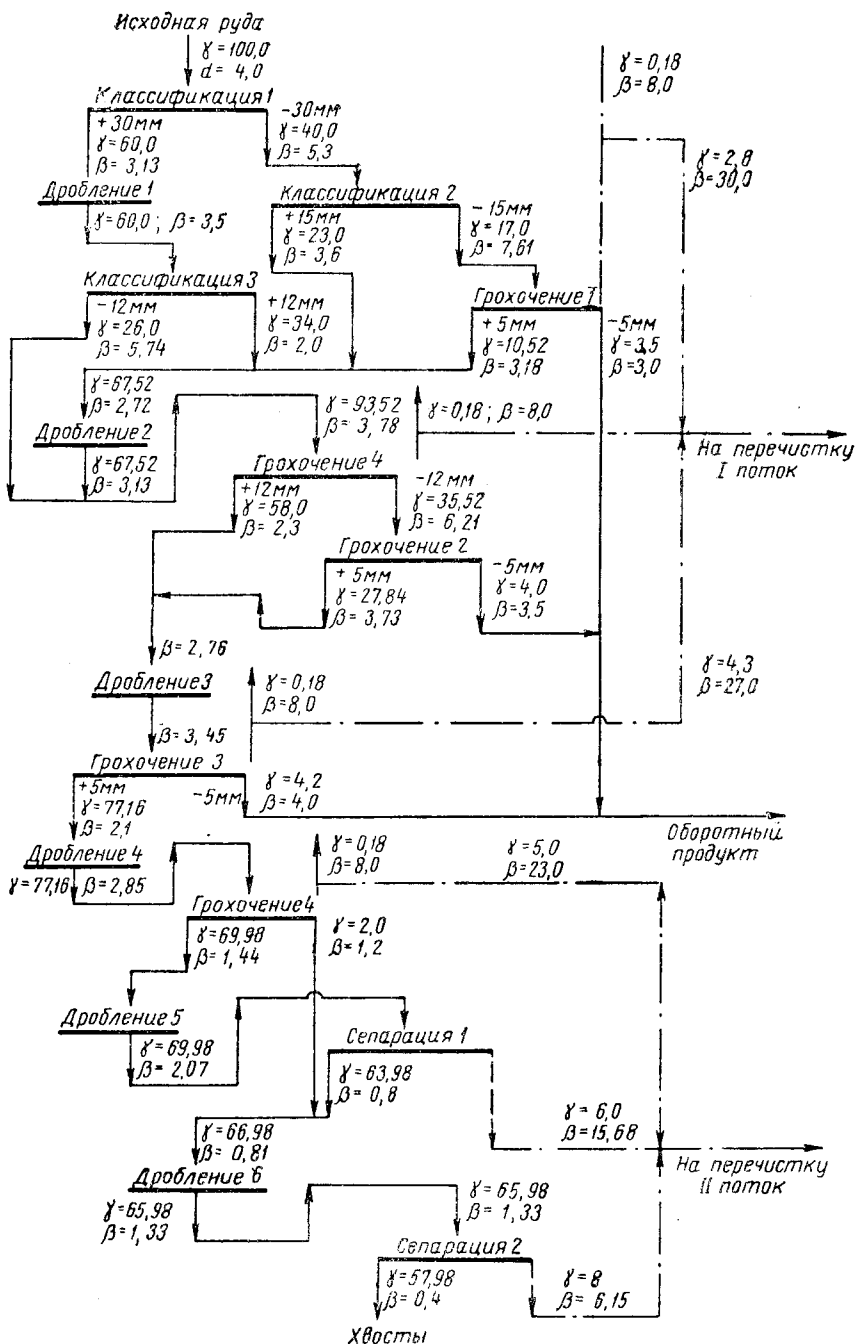 Исходная руда
γ=100,0
d=4,0
Классификация 1
+30мм
γ=60,0
β=3,13
-30мм
γ=40,0
β=5,3
γ=0,18
β=8,0
γ=2,8
β=30,0
Дробление 1
γ=60,0; β=3,5
Классификация 2
+15мм
γ=23,0
β=3,6
-15мм
γ=17,0
β=7,61
Классификация 3
-12мм
γ=26,0
β=5,74
+12мм
γ=34,0
β=2,0
Грохочение 1
+5мм
γ=10,52
β=3,18
-5мм
γ=3,5
β=3,0
γ=67,52
β=2,72
γ=93,52
β=3,78
γ=0,18; β=8,0
Дробление 2
γ=67,52
β=3,13
На перечистку
I поток
Грохочение 4
+12мм
γ=58,0
β=2,3
-12мм
γ=35,52
β=6,21
Грохочение 2
+5мм
γ=27,84
β=3,73
-5мм
γ=4,0
β=3,5
β=2,76
Дробление 3
γ=0,18
β=8,0
γ=4,3
β=27,0
β=3,45
Грохочение 3
+5мм
γ=77,16
β=2,1
-5мм
γ=4,2
β=4,0
Оборотный
продукт
Дробление 4
γ=77,16 β=2,85
γ=0,18
β=8,0
γ=5,0
β=23,0
Грохочение 4
γ=69,98
β=1,44
γ=2,0
β=1,2
Дробление 5
γ=69,98
β=2,07
Сепарация 1
γ=63,98
β=0,8
γ=6,0
β=15,68
γ=66,98
β=0,81
На перечистку
II поток
Дробление 6
γ=65,98
β=1,33
γ=65,98
β=1,33
Сепарация 2
γ=57,98
β=0,4
γ=8
β=6,15
Хвосты